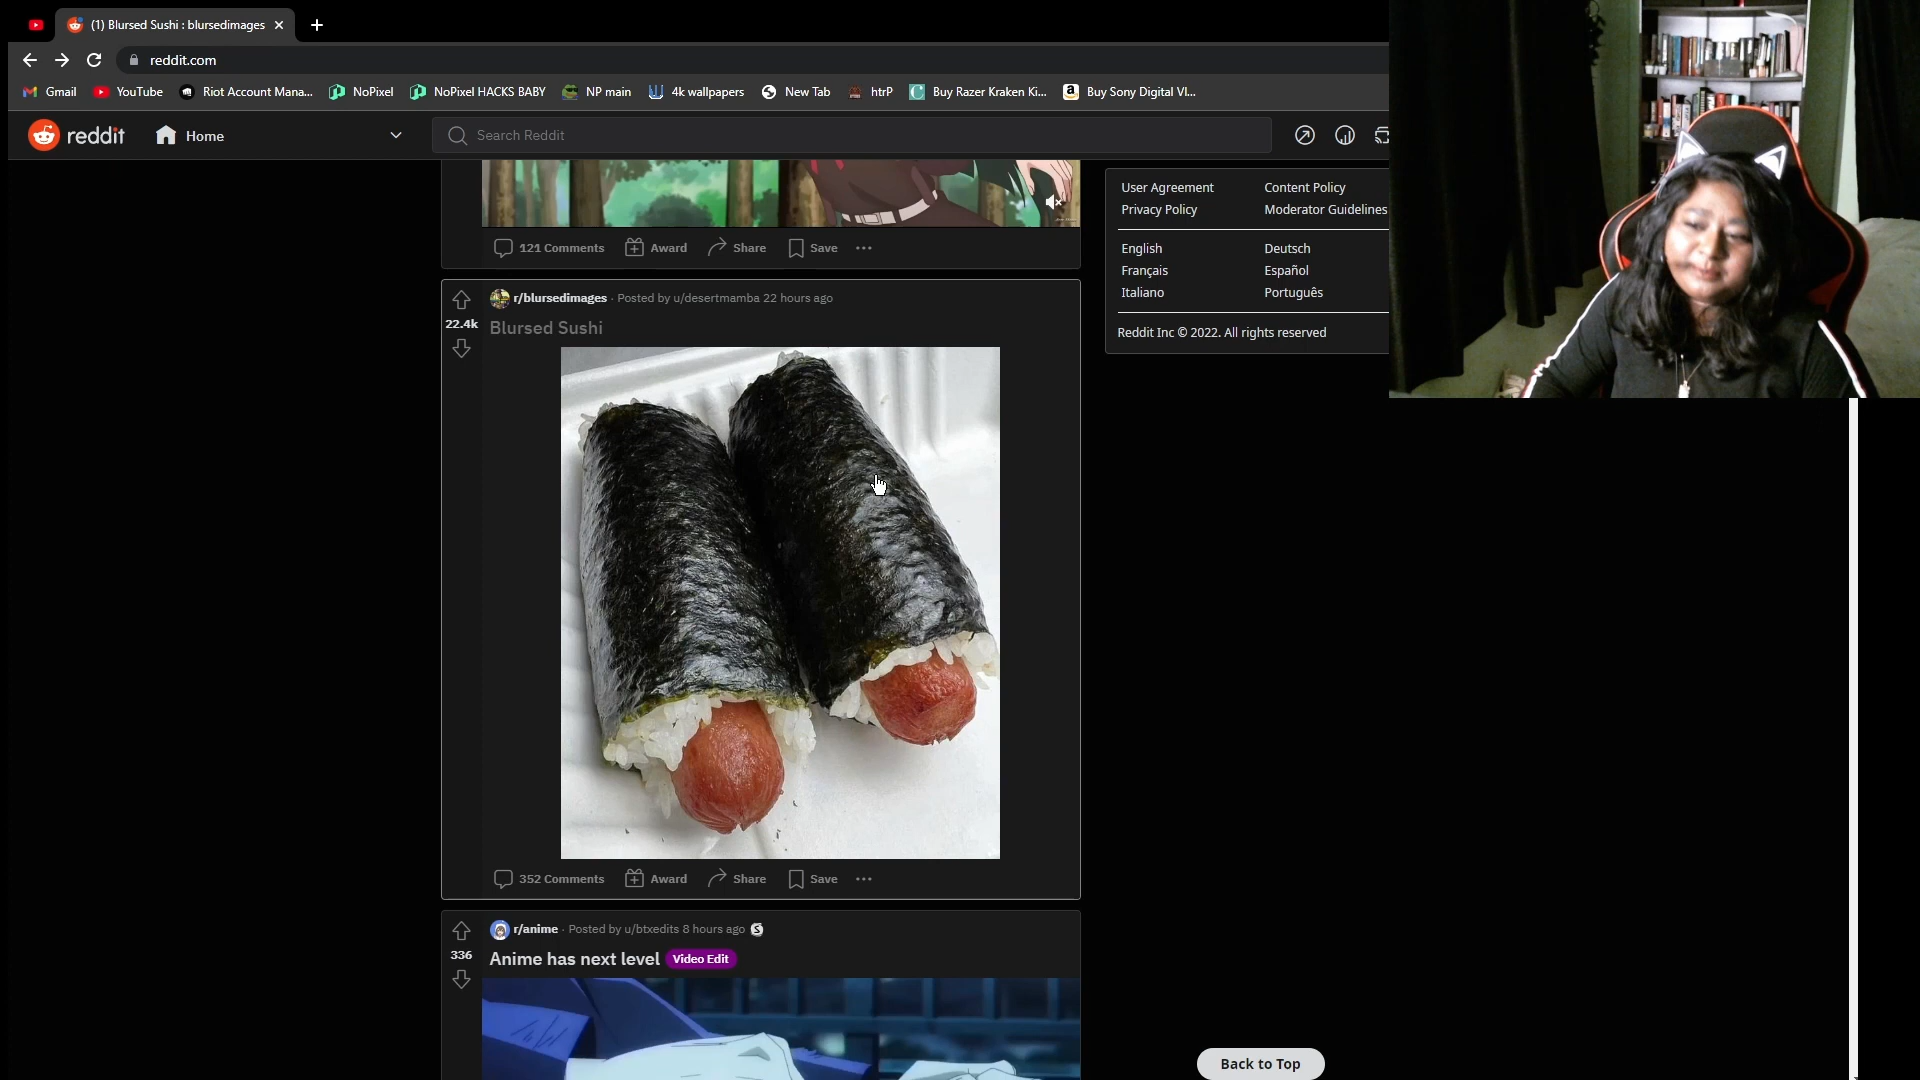 (1) Blursed Sushi : blursedimages
reddit.com
Gmail YouTube Riot Account Mana... NoPixel NoPixel HACKS BABY NP main 4k wallpapers New Tab htrP Buy Razer Kraken Ki... Buy Sony Digital Vl...
reddit Home Search Reddit
121 Comments Award Share Save
r/blursedimages · Posted by u/desertmamba 22 hours ago
22.4k
Blursed Sushi
352 Comments Award Share Save
r/anime · Posted by u/btxedits 8 hours ago
336
Anime has next level Video Edit
User Agreement Content Policy
Privacy Policy Moderator Guidelines
English Deutsch
Français Español
Italiano Português
Reddit Inc © 2022. All rights reserved
Back to Top